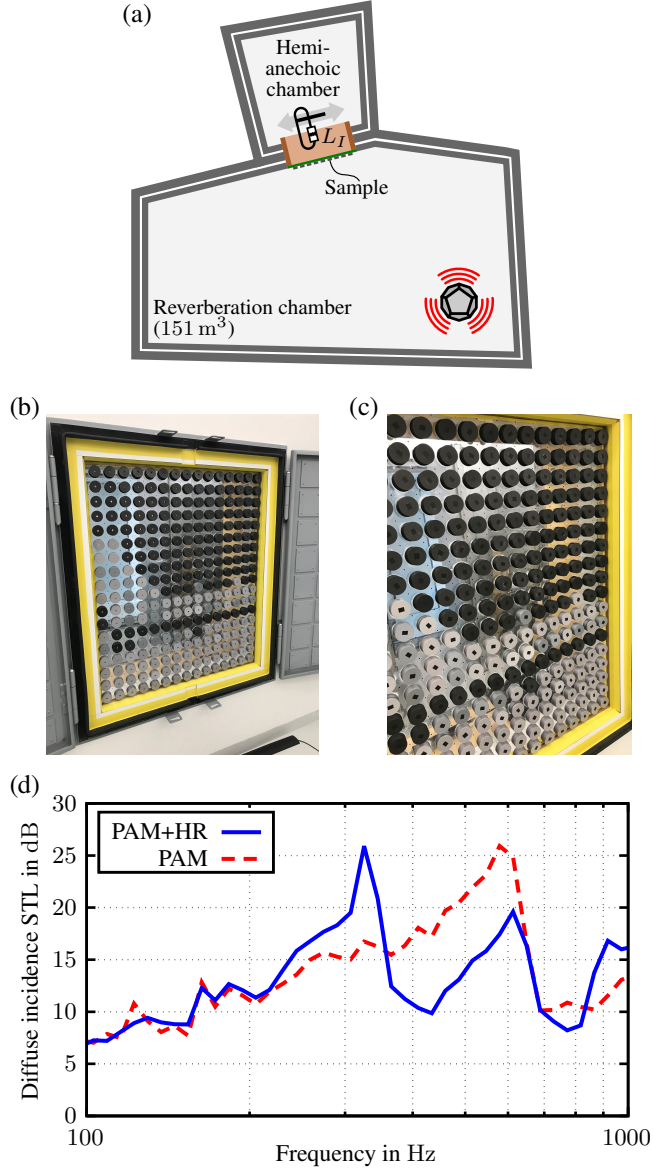 (a)
Hemi-
anechoic
chamber
L_I
Sample
Reverberation chamber
(151 m³)
(b)
(c)
(d)
30
25
20
15
10
5
0
Diffuse incidence STL in dB
PAM+HR
PAM
100
1000
Frequency in Hz